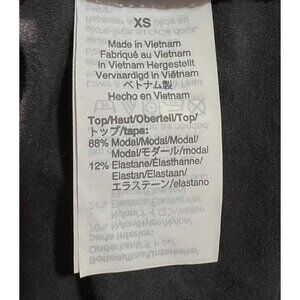 XS
Made in Vietnam
Fabriqué au Vietnam
in Vietnam Hergestellt
Vervaardigd in Viêtnam
ベトナム製
Hecho en Vietnam
Top/Haut/Oberteil/Top/
トップ/tapa:
88% Modal/Modal/Modal/
Modal/モダール/modal
12% Elastane/Élasthanne/
Elastan/Elastaan/
エラステーン/elastano